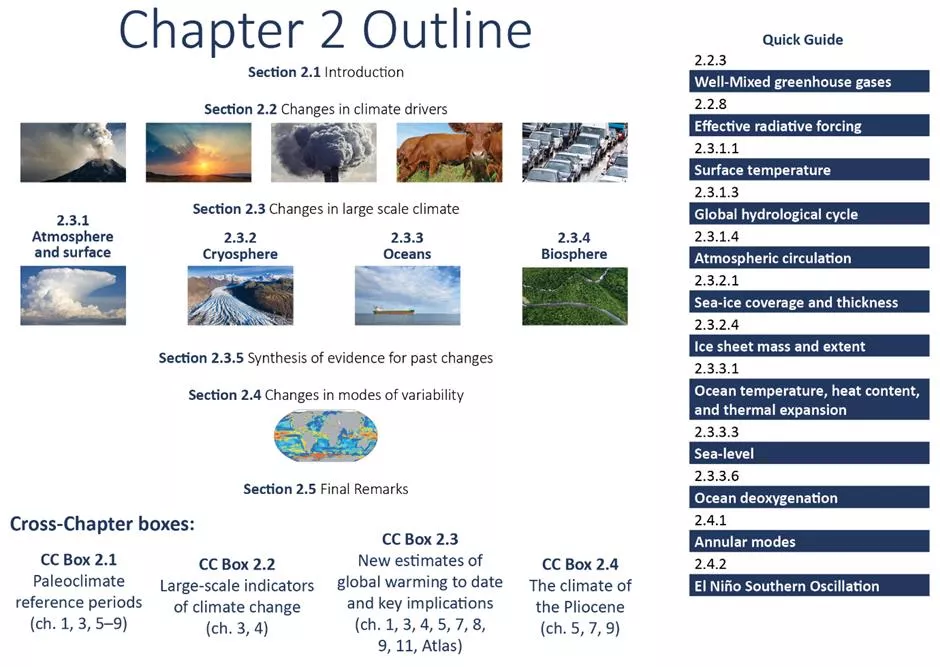 Chapter 2 Outline
Section 2.1 Introduction
Section 2.2 Changes in climate drivers
Section 2.3 Changes in large scale climate
2.3.1
Atmosphere
and surface
2.3.2
Cryosphere
2.3.3
Oceans
2.3.4
Biosphere
Section 2.3.5 Synthesis of evidence for past changes
Section 2.4 Changes in modes of variability
Section 2.5 Final Remarks
Cross-Chapter boxes:
CC Box 2.1
Paleoclimate
reference periods
(ch. 1, 3, 5–9)
CC Box 2.2
Large-scale indicators
of climate change
(ch. 3, 4)
CC Box 2.3
New estimates of
global warming to date
and key implications
(ch. 1, 3, 4, 5, 7, 8,
9, 11, Atlas)
CC Box 2.4
The climate of
the Pliocene
(ch. 5, 7, 9)
Quick Guide
2.2.3
Well-Mixed greenhouse gases
2.2.8
Effective radiative forcing
2.3.1.1
Surface temperature
2.3.1.3
Global hydrological cycle
2.3.1.4
Atmospheric circulation
2.3.2.1
Sea-ice coverage and thickness
2.3.2.4
Ice sheet mass and extent
2.3.3.1
Ocean temperature, heat content,
and thermal expansion
2.3.3.3
Sea-level
2.3.3.6
Ocean deoxygenation
2.4.1
Annular modes
2.4.2
El Niño Southern Oscillation